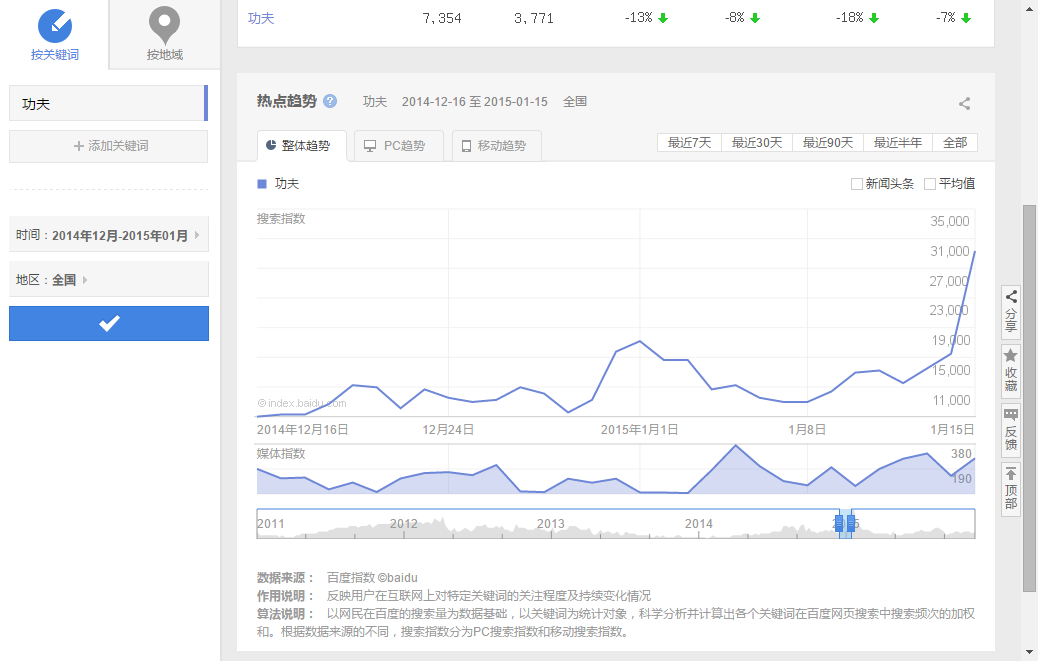 按关键词 按地域
功夫
+ 添加关键词
时间：2014年12月-2015年01月
地区：全国
功夫 7,354 3,771 -13% -8% -18% -7%
热点趋势 ? 功夫 2014-12-16 至 2015-01-15 全国
整体趋势 PC趋势 移动趋势 最近7天 最近30天 最近90天 最近半年 全部
功夫 新闻头条 平均值
搜索指数
35,000
31,000
27,000
23,000
19,000
15,000
11,000
©index.baidu.com
2014年12月16日 12月24日 2015年1月1日 1月8日 1月15日
媒体指数
380
190
2011 2012 2013 2014 2015
数据来源： 百度指数 ©baidu
作用说明： 反映用户在互联网上对特定关键词的关注程度及持续变化情况
算法说明： 以网民在百度的搜索量为数据基础，以关键词为统计对象，科学分析并计算出各个关键词在百度网页搜索中搜索频次的加权
和。根据数据来源的不同，搜索指数分为PC搜索指数和移动搜索指数。
分享
收藏
反馈
顶部